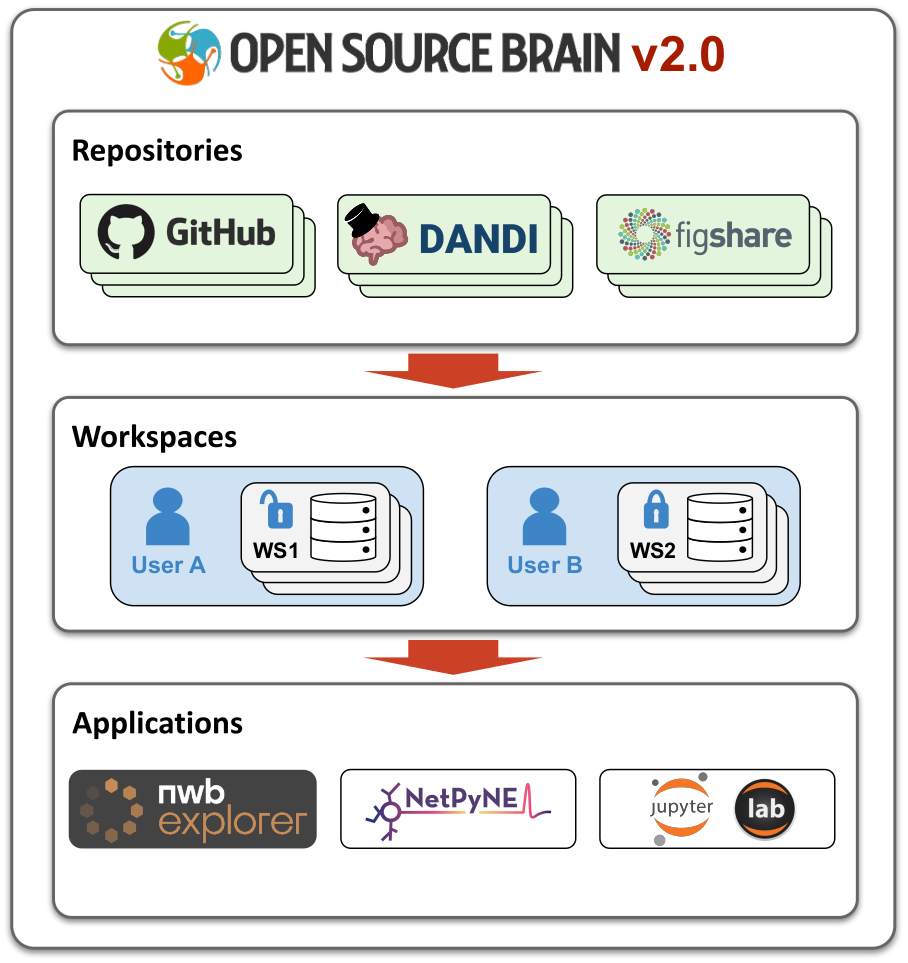 OPEN SOURCE BRAIN v2.0
Repositories
GitHub DANDI figshare
Workspaces
WS1 WS2
User A User B
Applications
nwb explorer
NetPyNE
jupyter lab